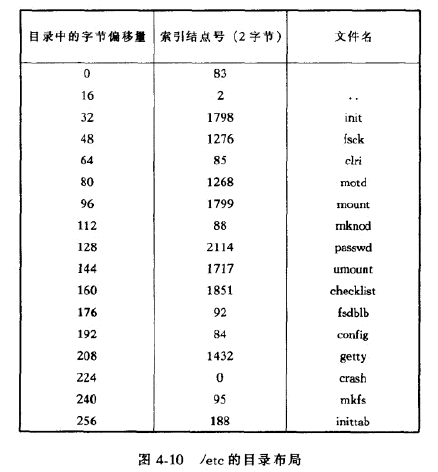 目录中的字节偏移量 索引结点号（2字节） 文件名
0 83
16 2 ..
32 1798 init
48 1276 fsck
64 85 clri
80 1268 motd
96 1799 mount
112 88 mknod
128 2114 passwd
144 1717 umount
160 1851 checklist
176 92 fsdblb
192 84 config
208 1432 getty
224 0 crash
240 95 mkfs
256 188 inittab
图 4-10 /etc 的目录布局